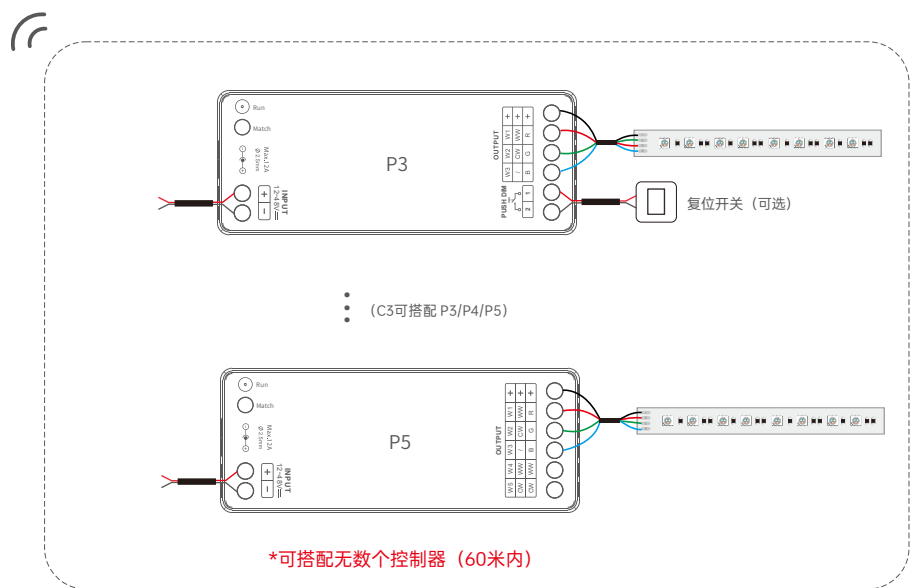 Run
Match
Max.12A
Ø 2.5mm
P3
INPUT
12-48V
+
−
OUTPUT
W1 W2 W3
+ WW CW /
+ R G B
PUSH DIM
1
2
复位开关（可选）
（C3可搭配 P3/P4/P5）
Run
Match
Max.12A
Ø 2.5mm
P5
INPUT
12-48V
+
−
OUTPUT
+ W1 W2 W3 W4 W5
+ WW CW / WW CW
+ R G B WW CW
*可搭配无数个控制器（60米内）